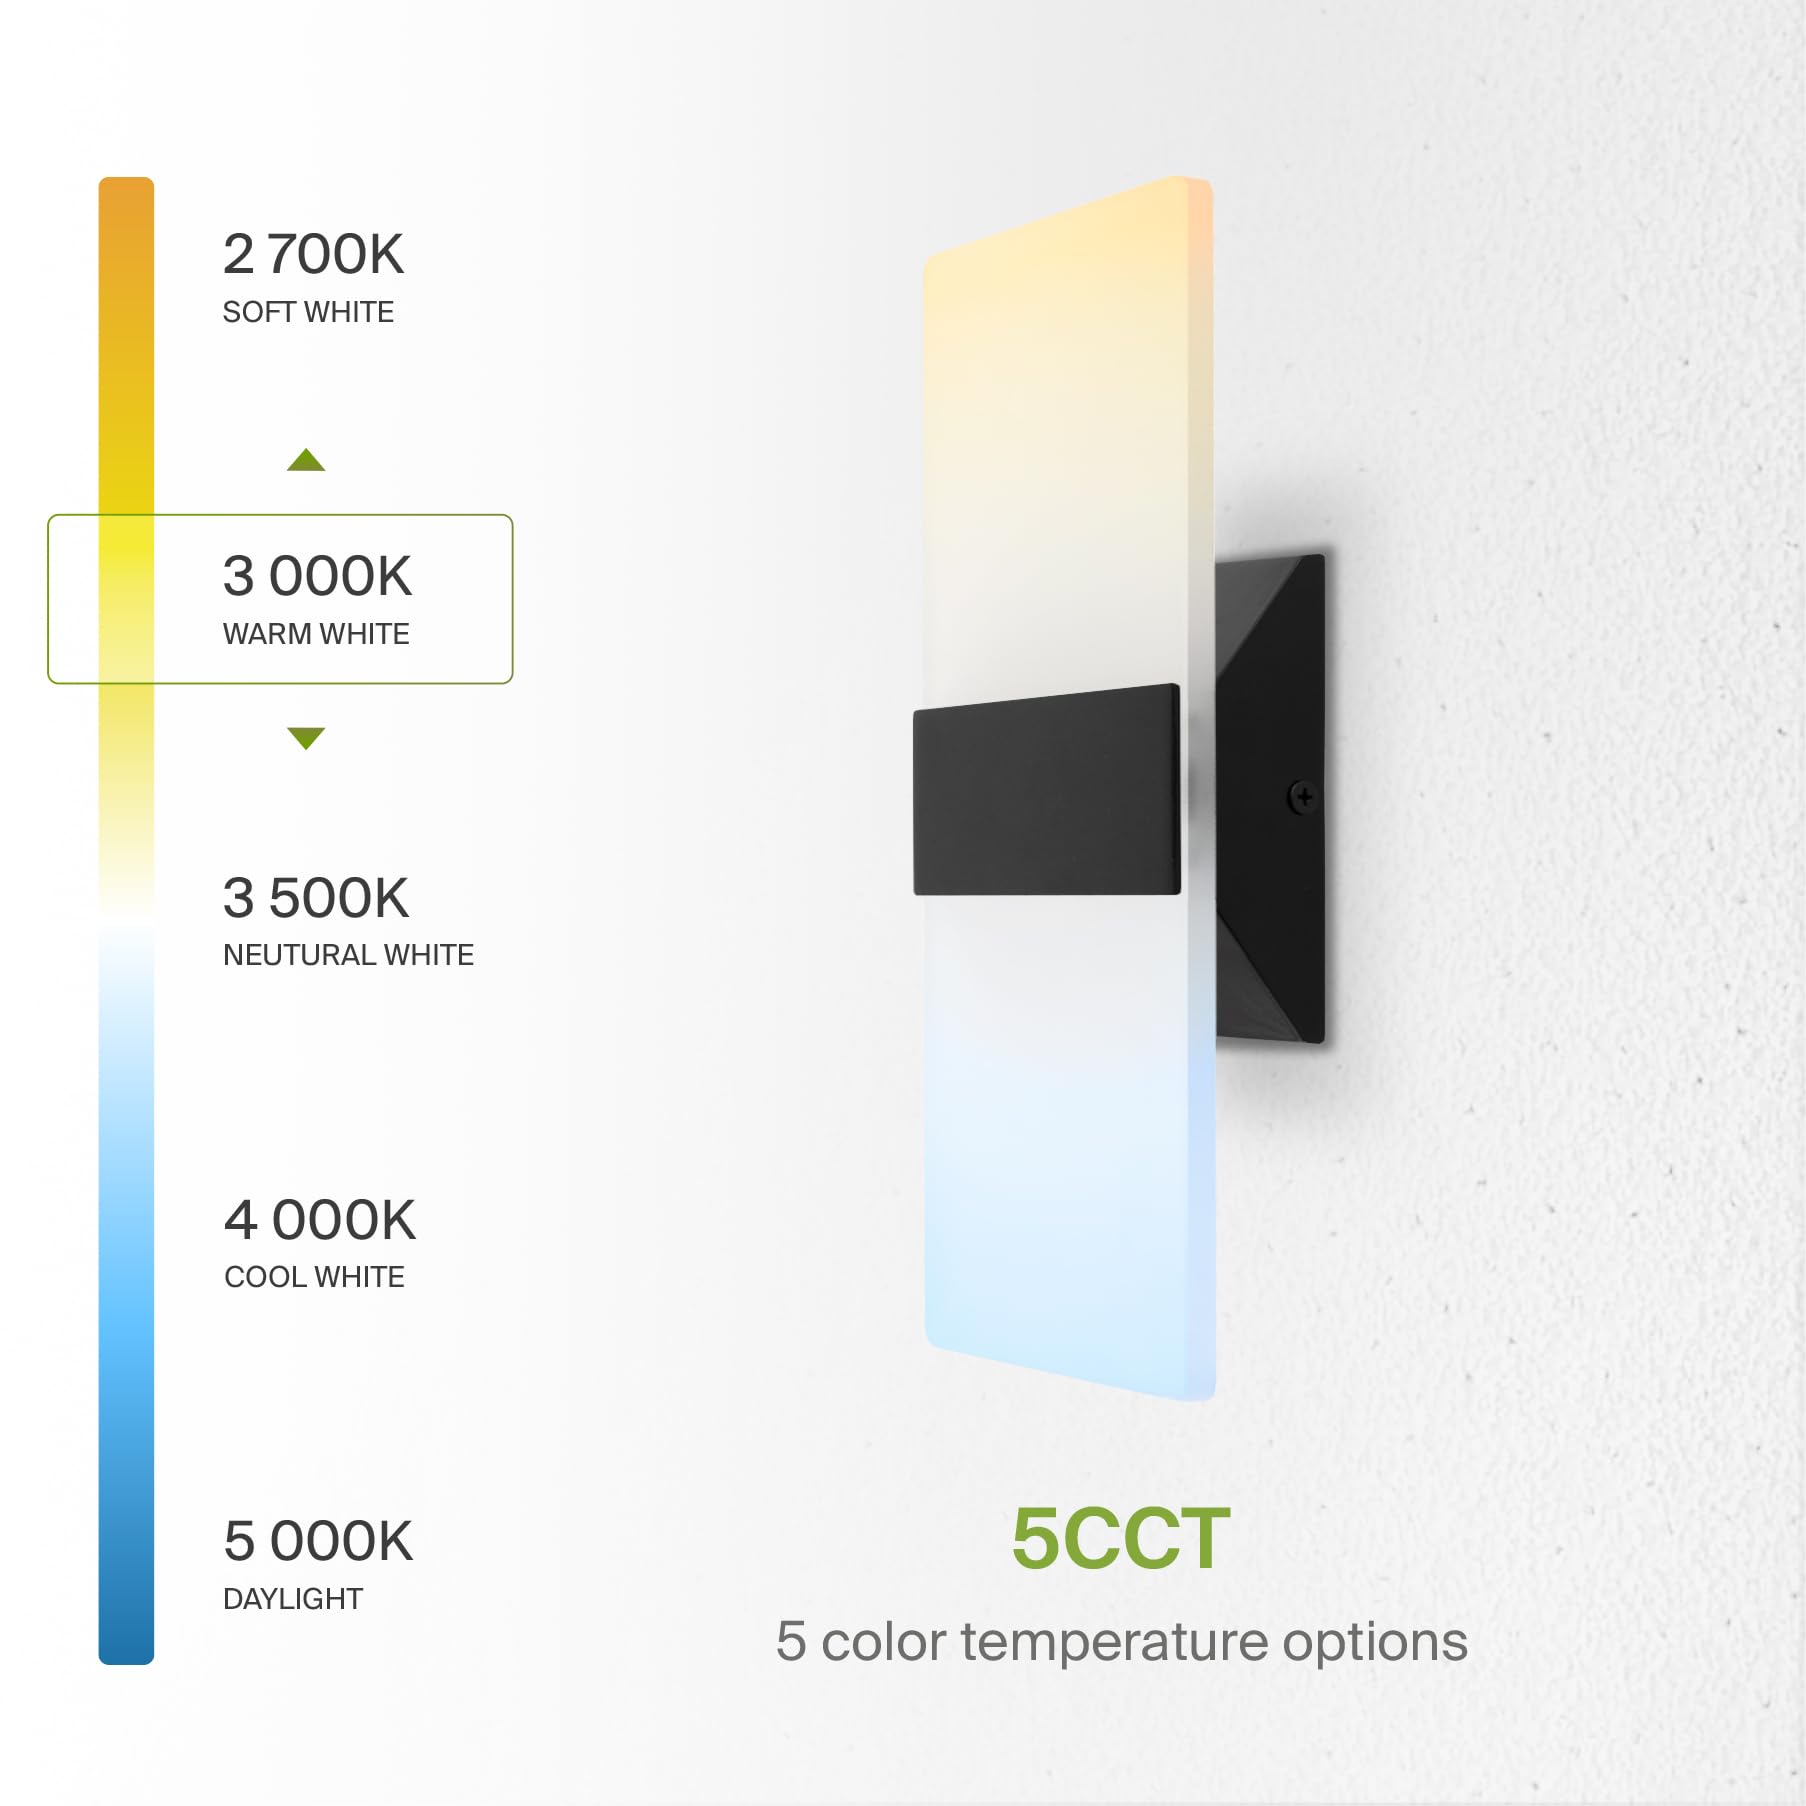 2 700K
SOFT WHITE
3 000K
WARM WHITE
3 500K
NEUTURAL WHITE
4 000K
COOL WHITE
5 000K
DAYLIGHT
5CCT
5 color temperature options